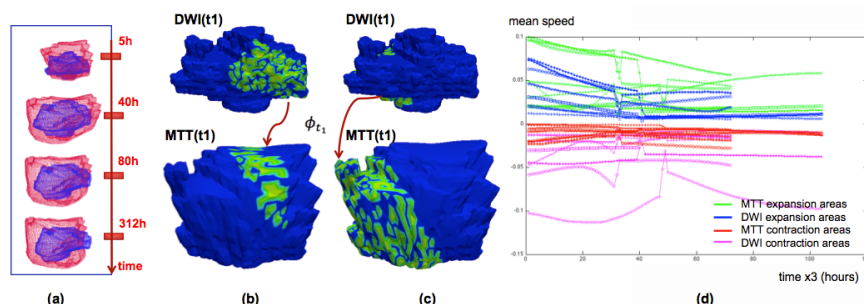 5h
40h
80h
312h
time
(a)
DWI(t1)
ϕt1
MTT(t1)
(b)
DWI(t1)
MTT(t1)
(c)
mean speed
0.1
0.05
0
-0.05
-0.1
-0.15
0 20 40 60 80 100 120
MTT expansion areas
DWI expansion areas
MTT contraction areas
DWI contraction areas
time x3 (hours)
(d)